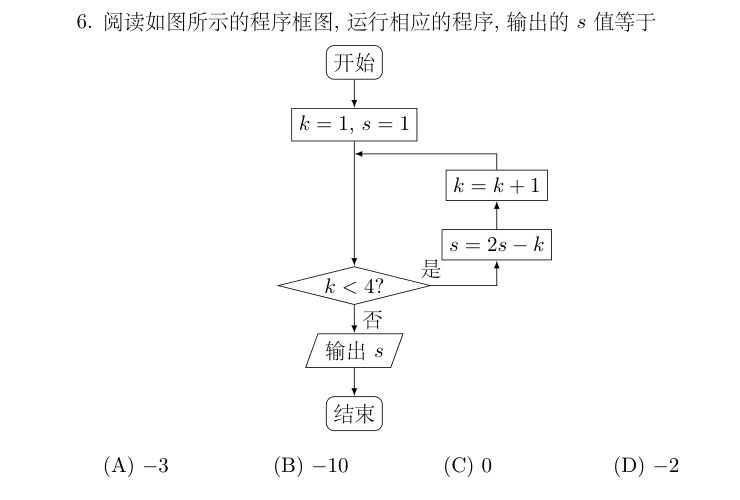 6. 阅读如图所示的程序框图, 运行相应的程序, 输出的 s 值等于
开始
k = 1, s = 1
k = k + 1
s = 2s − k
是
k < 4?
否
输出 s
结束
(A) −3 (B) −10 (C) 0 (D) −2